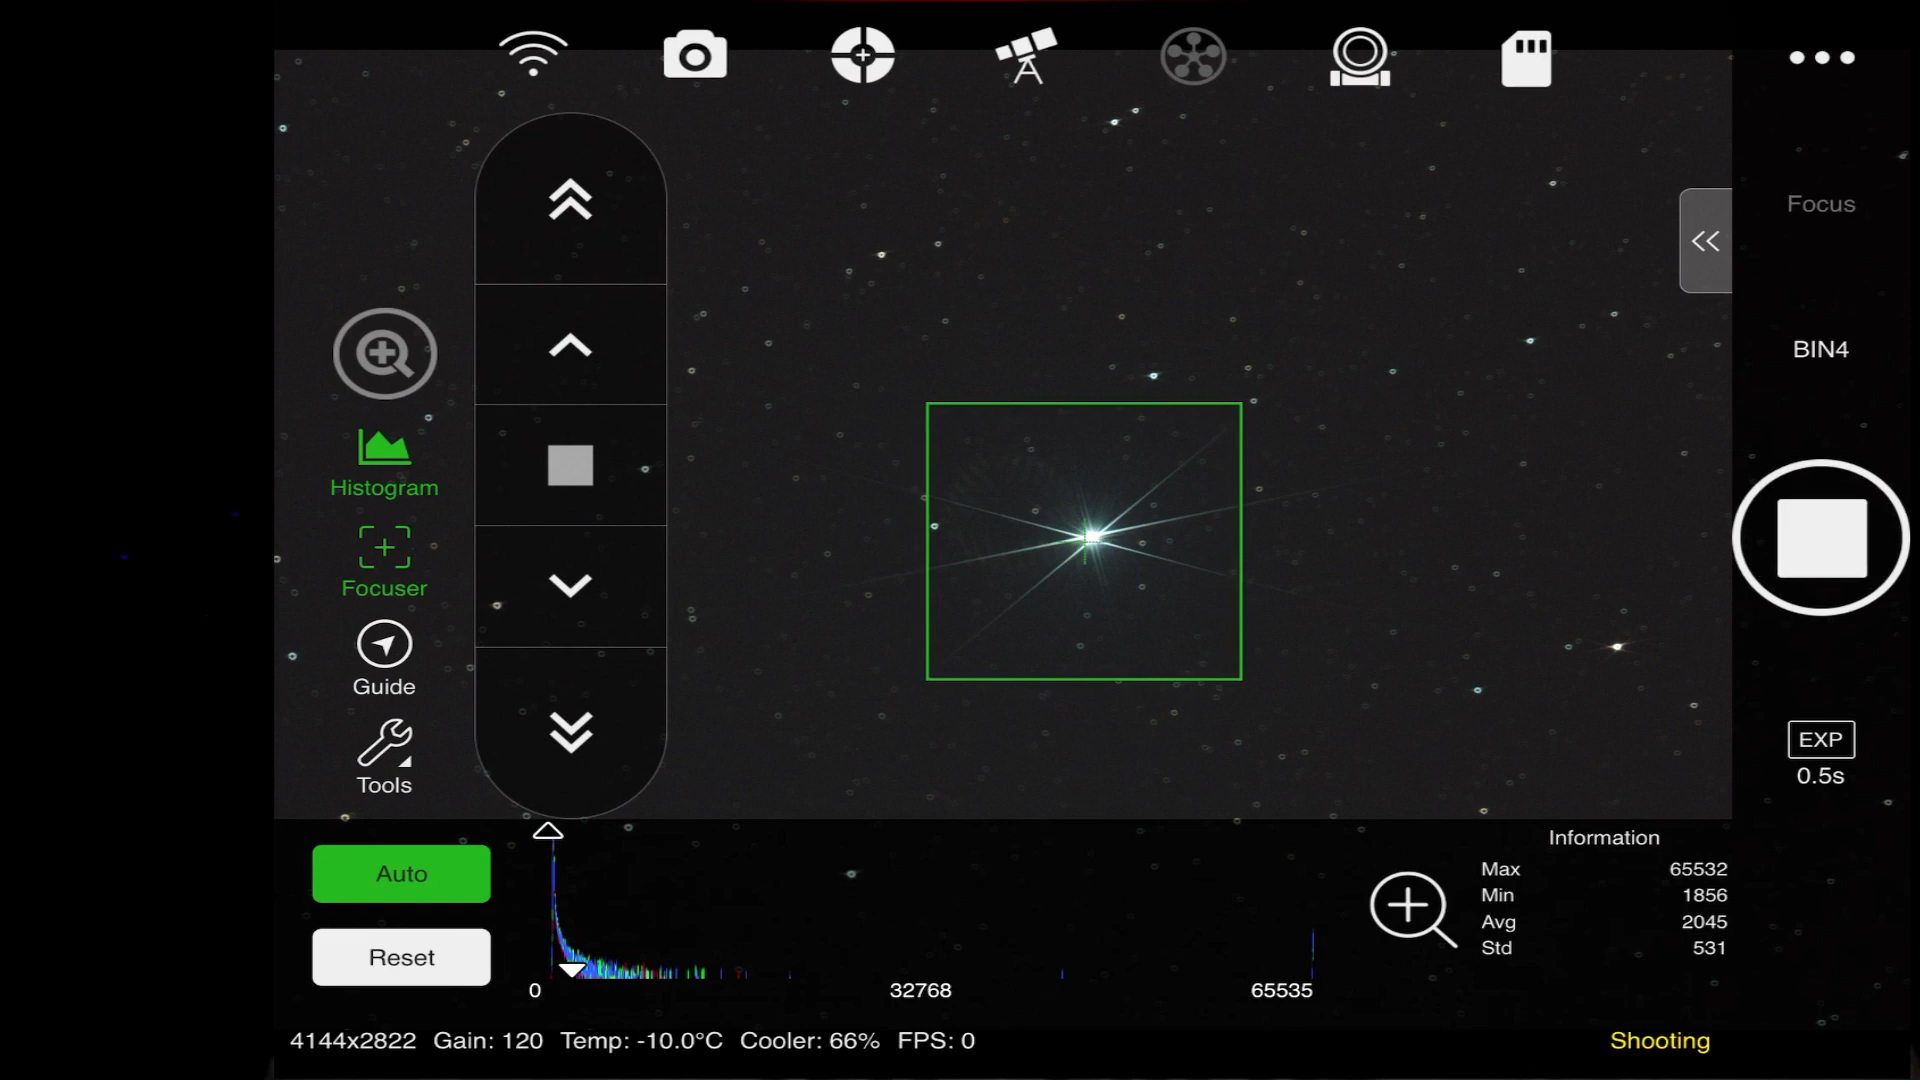 Focus
BIN4
Histogram
Focuser
Guide
Tools
EXP
0.5s
Auto
Reset
0
32768
65535
Information
Max 65532
Min 1856
Avg 2045
Std 531
4144x2822 Gain: 120 Temp: -10.0°C Cooler: 66% FPS: 0
Shooting